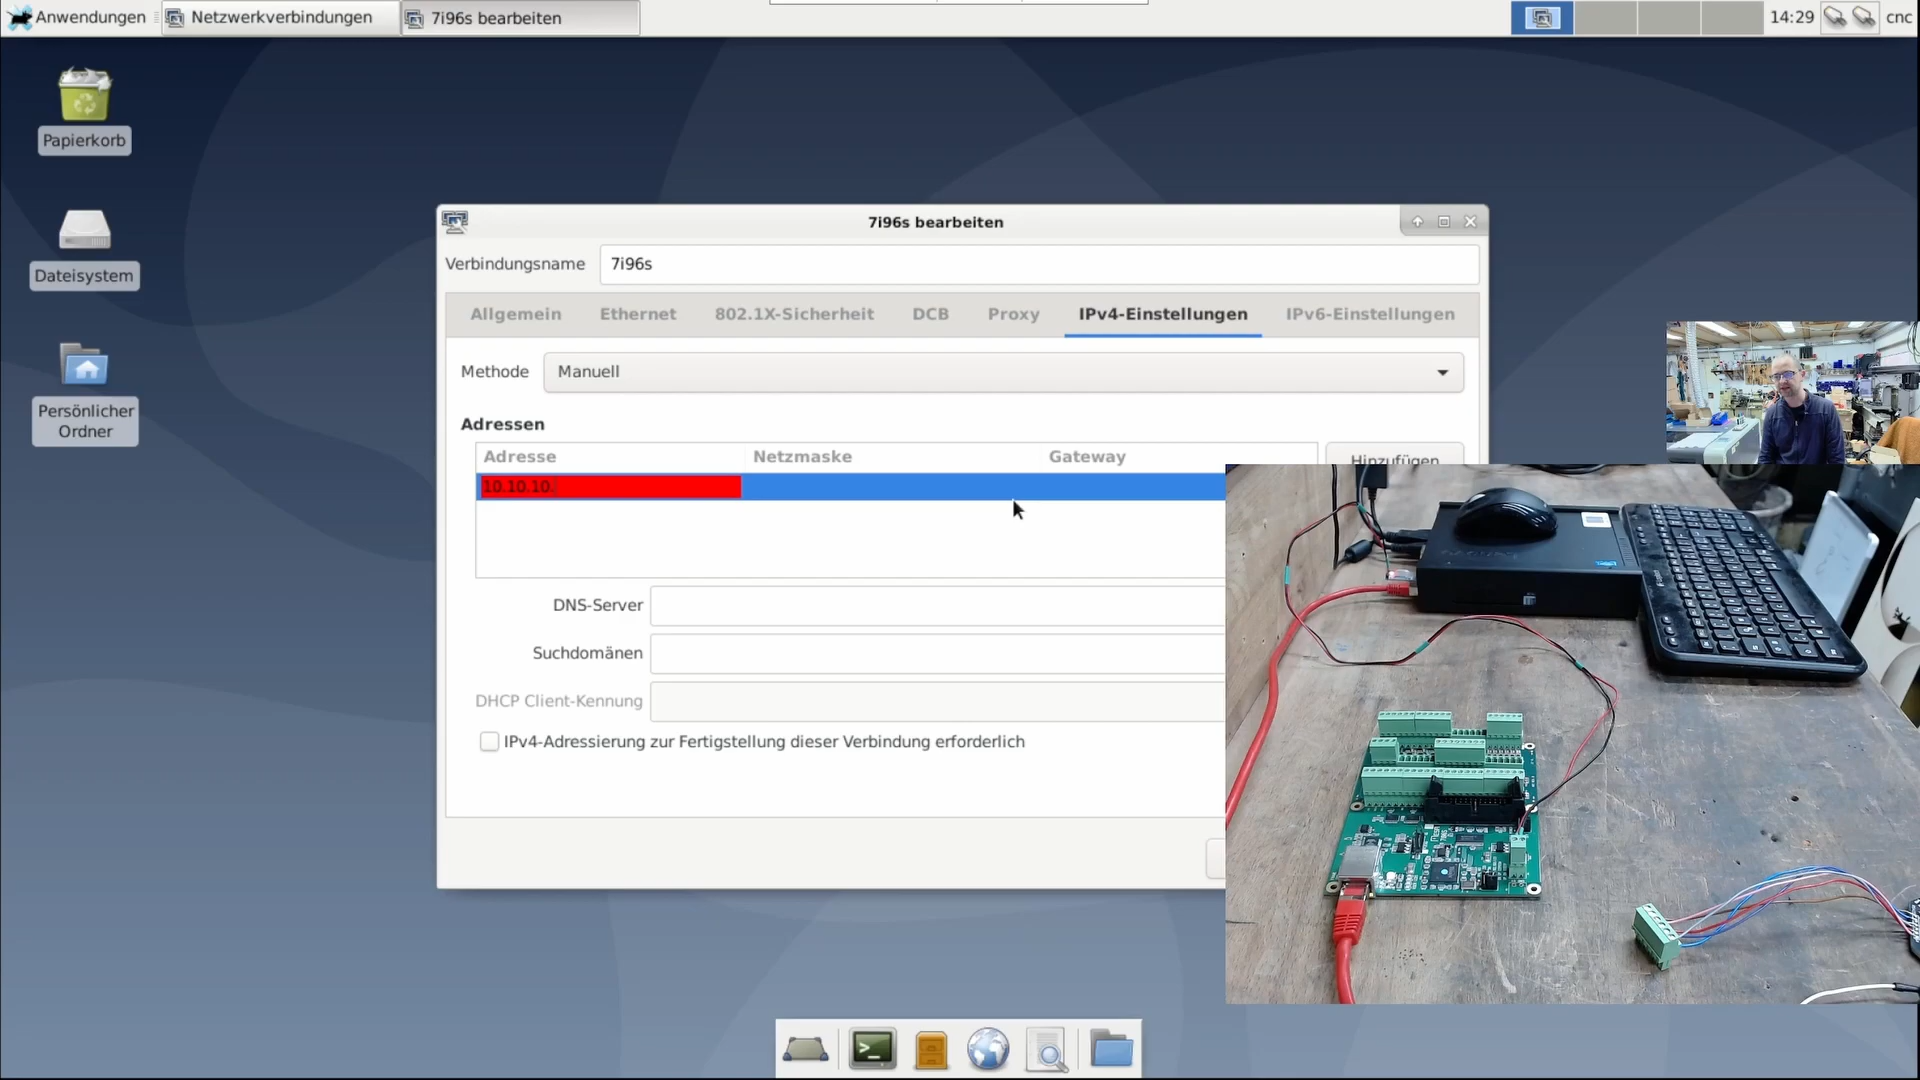 Anwendungen
Netzwerkverbindungen
7i96s bearbeiten
14:29
cnc
Papierkorb
Dateisystem
Persönlicher
Ordner
7i96s bearbeiten
Verbindungsname
7i96s
Allgemein
Ethernet
802.1X-Sicherheit
DCB
Proxy
IPv4-Einstellungen
IPv6-Einstellungen
Methode
Manuell
Adressen
Adresse
Netzmaske
Gateway
Hinzufügen
10.10.10.
DNS-Server
Suchdomänen
DHCP Client-Kennung
IPv4-Adressierung zur Fertigstellung dieser Verbindung erforderlich